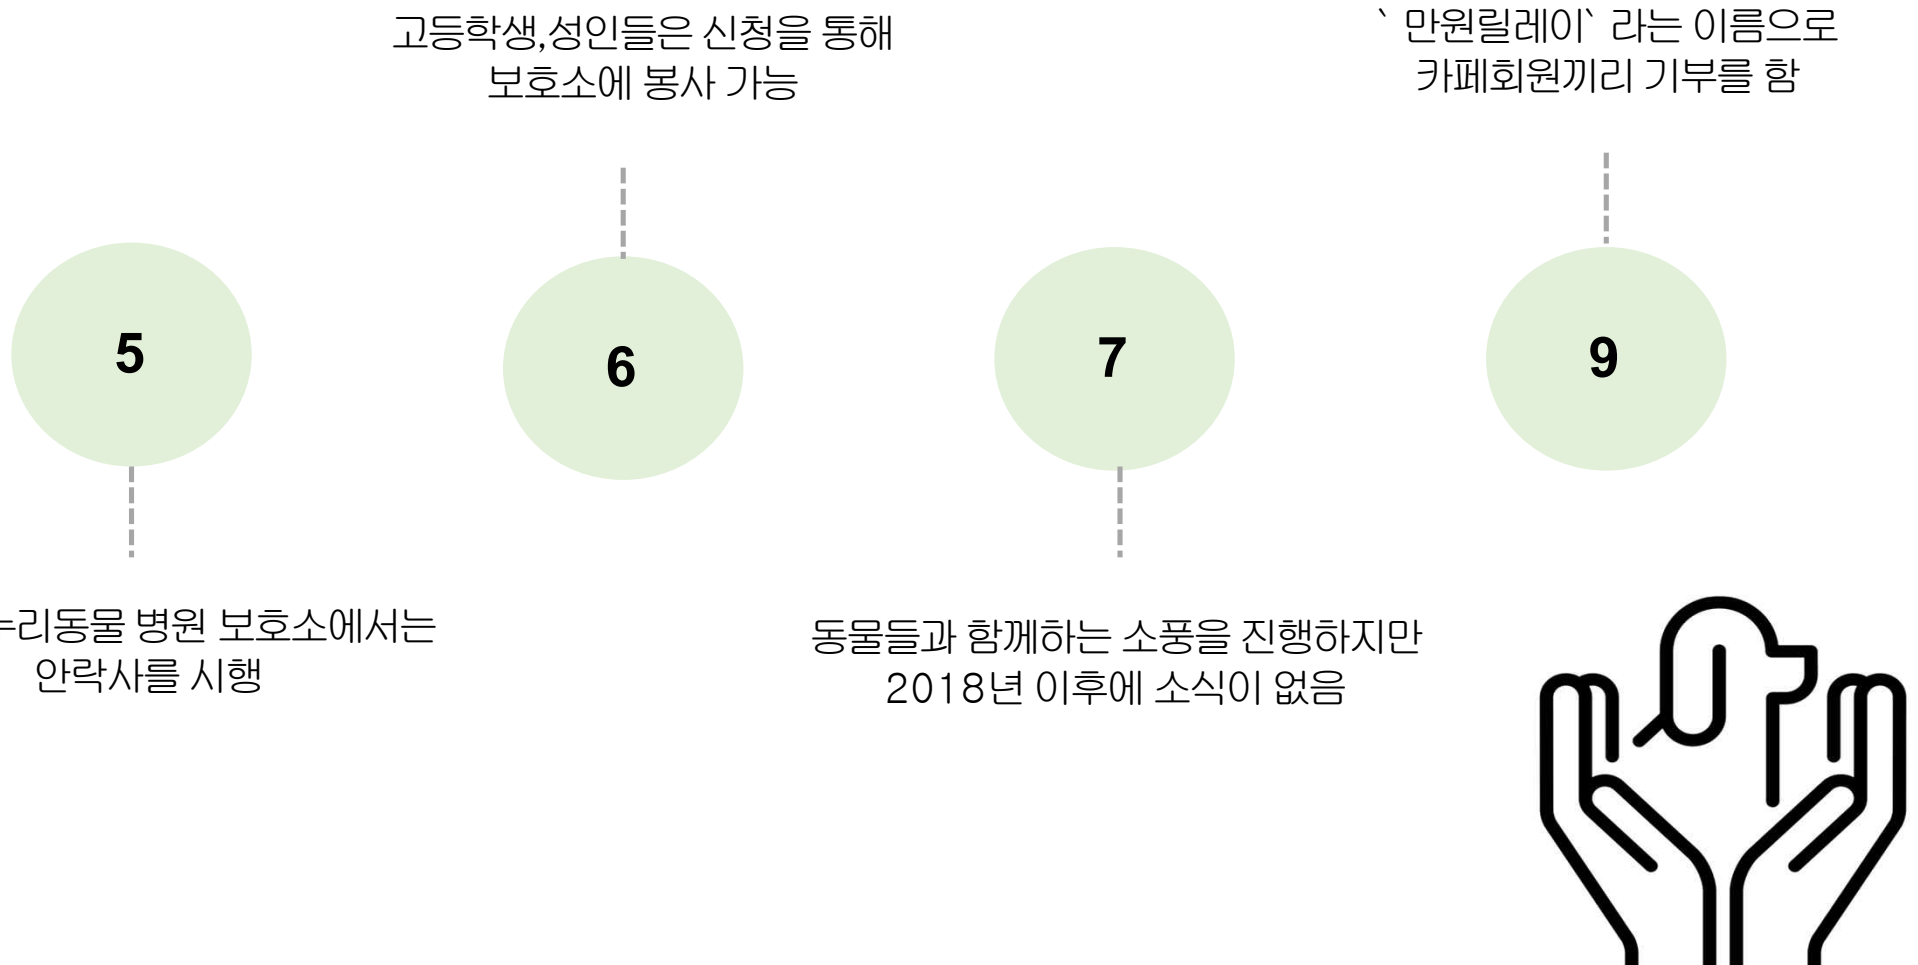 고등학생,성인들은 신청을 통해
보호소에 봉사 가능
` 만원릴레이` 라는 이름으로
카페회원끼리 기부를 함
5
6
7
9
병원 보호소에서는
안락사를 시행
동물들과 함께하는 소풍을 진행하지만
2018년 이후에 소식이 없음